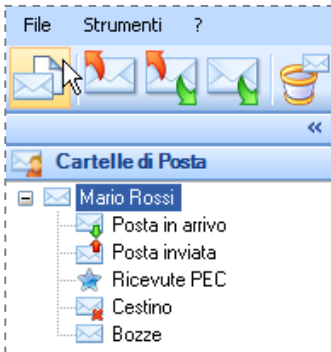 File Strumenti ?
«
Cartelle di Posta
Mario Rossi
Posta in arrivo
Posta inviata
Ricevute PEC
Cestino
Bozze